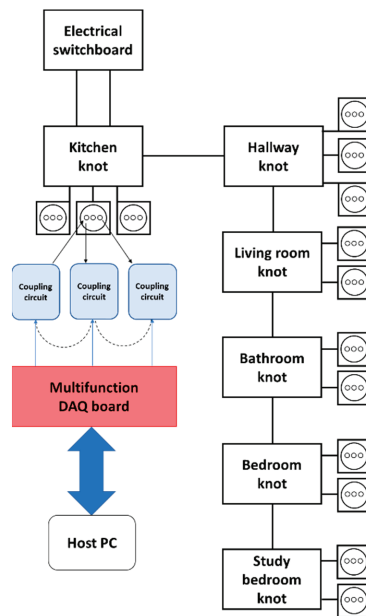 Electrical
switchboard
Kitchen
knot
Hallway
knot
Living room
knot
Coupling
circuit
Coupling
circuit
Coupling
circuit
Bathroom
knot
Multifunction
DAQ board
Bedroom
knot
Host PC
Study
bedroom
knot